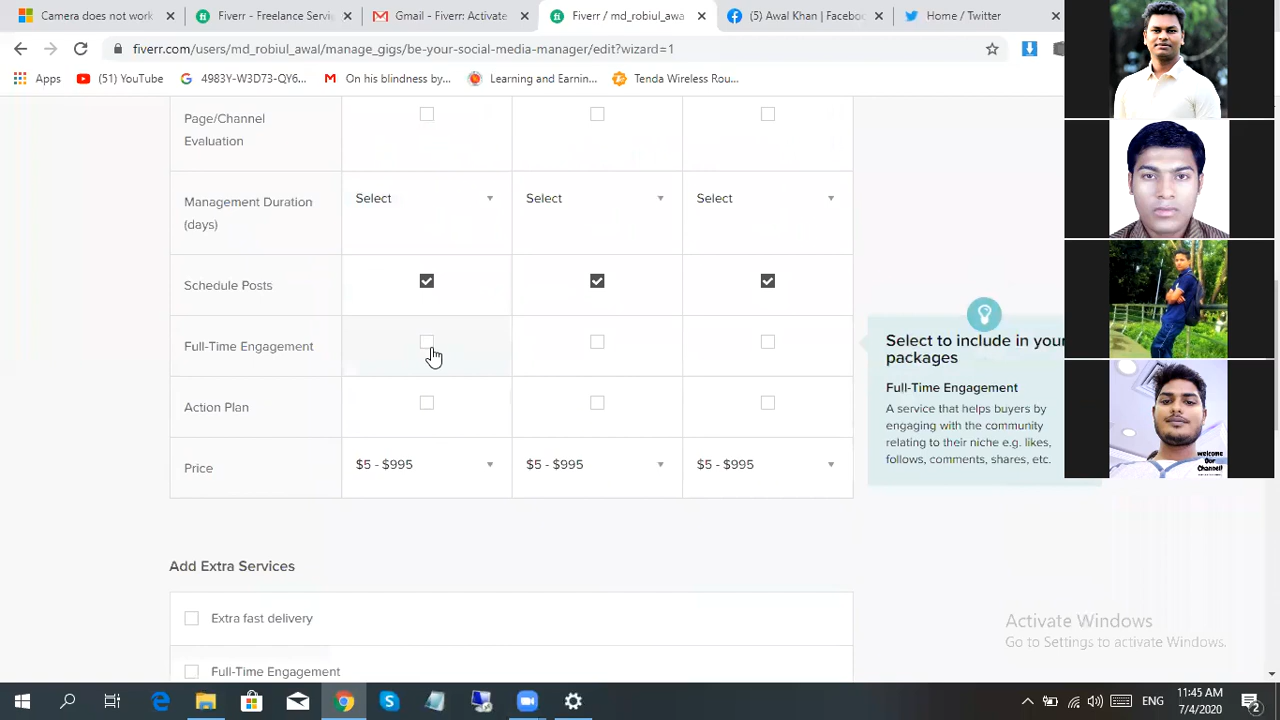 Camera does not work
Fiverr - Freelance Servi
Gmail - Fiverr: Activate
Fiverr / md_robiul_awa
(5) (Awal Khan | Facebo
Home / Twitter
fiverr.com/users/md_robiul_awal/manage_gigs/be-your-social-media-manager/edit?wizard=1
Apps
(51) YouTube
4983Y-W3D73-Q76...
On his blindness by...
Learning and Earnin...
Tenda Wireless Rou...
Page/Channel
Evaluation
Management Duration
(days)
Select
Select
Select
Schedule Posts
Full-Time Engagement
Select to include in your
packages
Full-Time Engagement
A service that helps buyers by
engaging with the community
relating to their niche e.g. likes,
follows, comments, shares, etc.
Action Plan
Price
$5 - $995
$5 - $995
$5 - $995
welcome
Our
Channel!
Add Extra Services
Extra fast delivery
Full-Time Engagement
Activate Windows
Go to Settings to activate Windows.
ENG
11:45 AM
7/4/2020
2